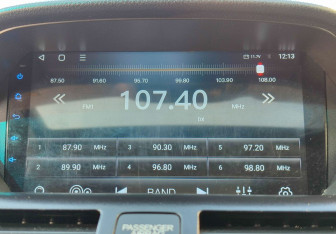 12:13
87.50 91.60 95.70 99.80 103.90 108.00
FM1 107.40 MHz
1 87.90 MHz 3 90.30 MHz 5 97.20 MHz
2 89.90 MHz 4 96.80 MHz 6 98.80 MHz
BAND
PASSENGER